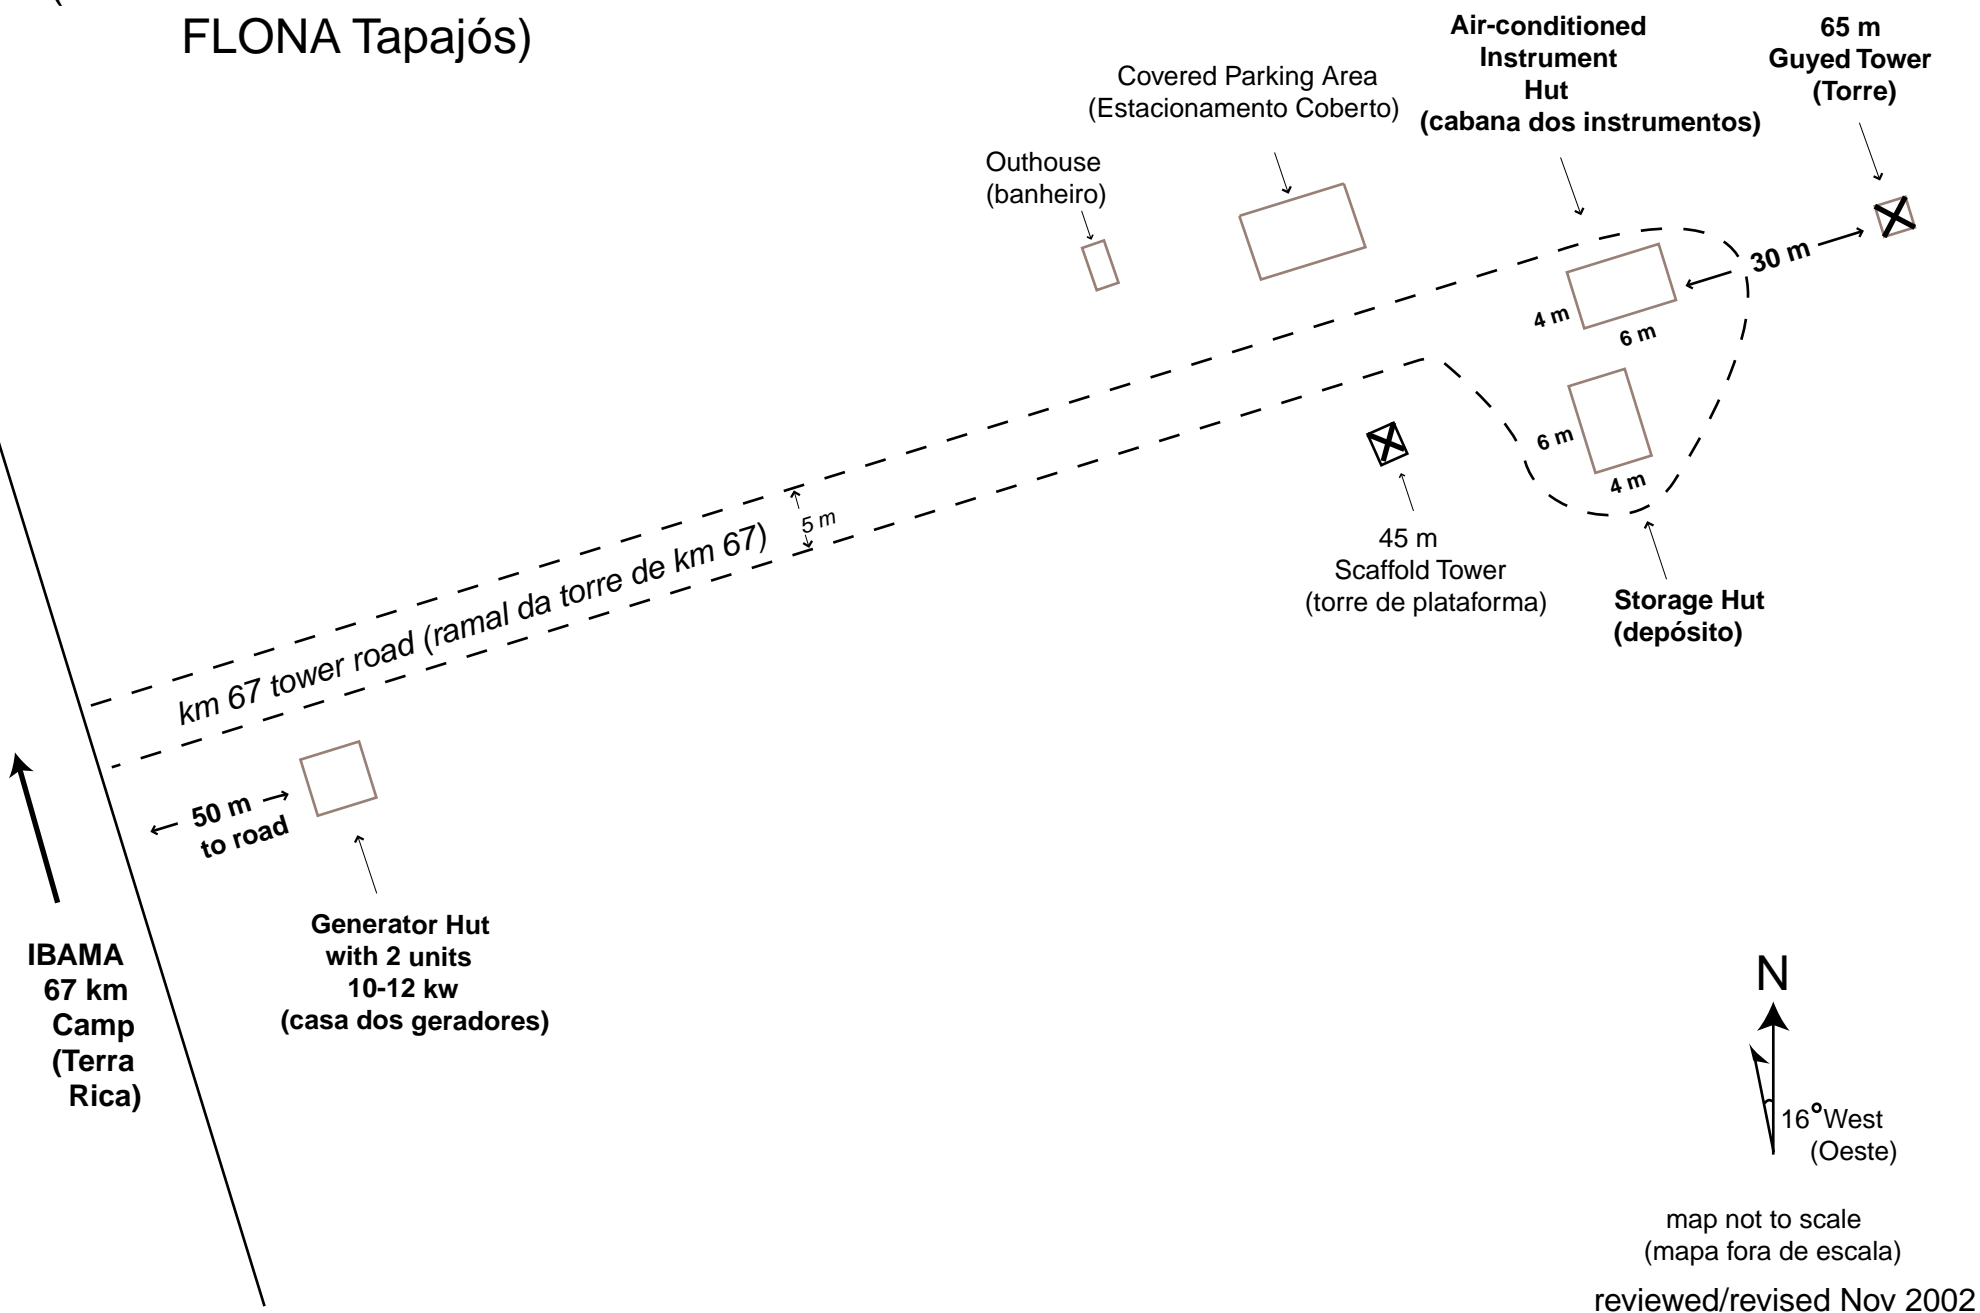 FLONA Tapajós)
Air-conditioned
Instrument
Hut
(cabana dos instrumentos)
65 m
Guyed Tower
(Torre)
Covered Parking Area
(Estacionamento Coberto)
Outhouse
(banheiro)
30 m
4 m
6 m
6 m
4 m
5 m
km 67 tower road (ramal da torre de km 67)
45 m
Scaffold Tower
(torre de plataforma)
Storage Hut
(depósito)
50 m
to road
Generator Hut
with 2 units
10-12 kw
(casa dos geradores)
IBAMA
67 km
Camp
(Terra
Rica)
N
16°West
(Oeste)
map not to scale
(mapa fora de escala)
reviewed/revised Nov 2002